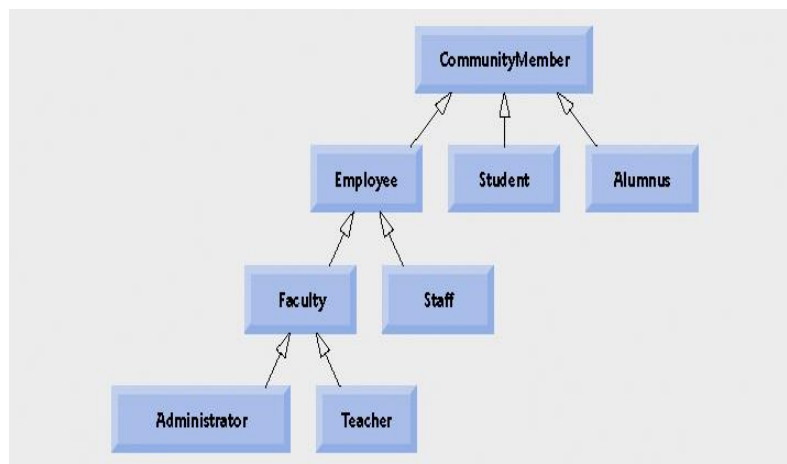 CommunityMember
Employee
Student
Alumnus
Faculty
Staff
Administrator
Teacher